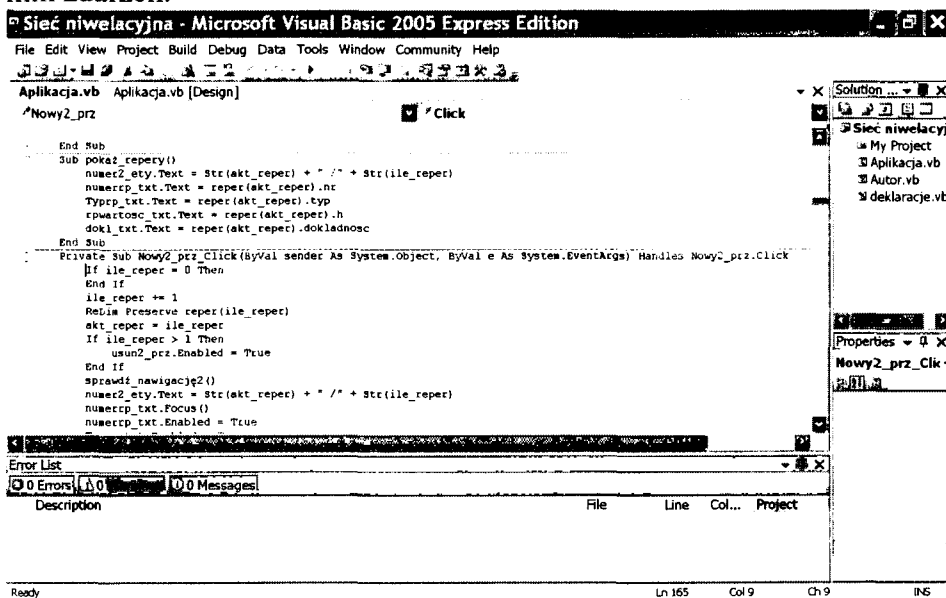 Sieć niwelacyjna - Microsoft Visual Basic 2005 Express Edition
File Edit View Project Build Debug Data Tools Window Community Help
Aplikacja.vb Aplikacja.vb [Design]
Nowy2_prz Click
End Sub
Sub pokaż_repery()
numer2_ety.Text = Str(akt_reper) + " /" + Str(ile_reper)
numerrp_txt.Text = reper(akt_reper).nr
Typrp_txt.Text = reper(akt_reper).typ
rpwartosc_txt.Text = reper(akt_reper).h
dokl_txt.Text = reper(akt_reper).dokladnosc
End Sub
Private Sub Nowy2_prz_Click(ByVal sender As System.Object, ByVal e As System.EventArgs) Handles Nowy2_prz.Click
If ile_reper = 0 Then
End If
ile_reper += 1
ReDim Preserve reper(ile_reper)
akt_reper = ile_reper
If ile_reper > 1 Then
usun2_prz.Enabled = True
End If
sprawdź_nawigację2()
numer2_ety.Text = Str(akt_reper) + " /" + Str(ile_reper)
numerrp_txt.Focus()
numerrp_txt.Enabled = True
Solution ...
Sieć niwelacyj
My Project
Aplikacja.vb
Autor.vb
deklaracje.vb
Properties
Nowy2_prz_Clic
Error List
0 Errors 0 0 Messages
Description File Line Col... Project
Ready Ln 165 Col 9 Ch 9 INS